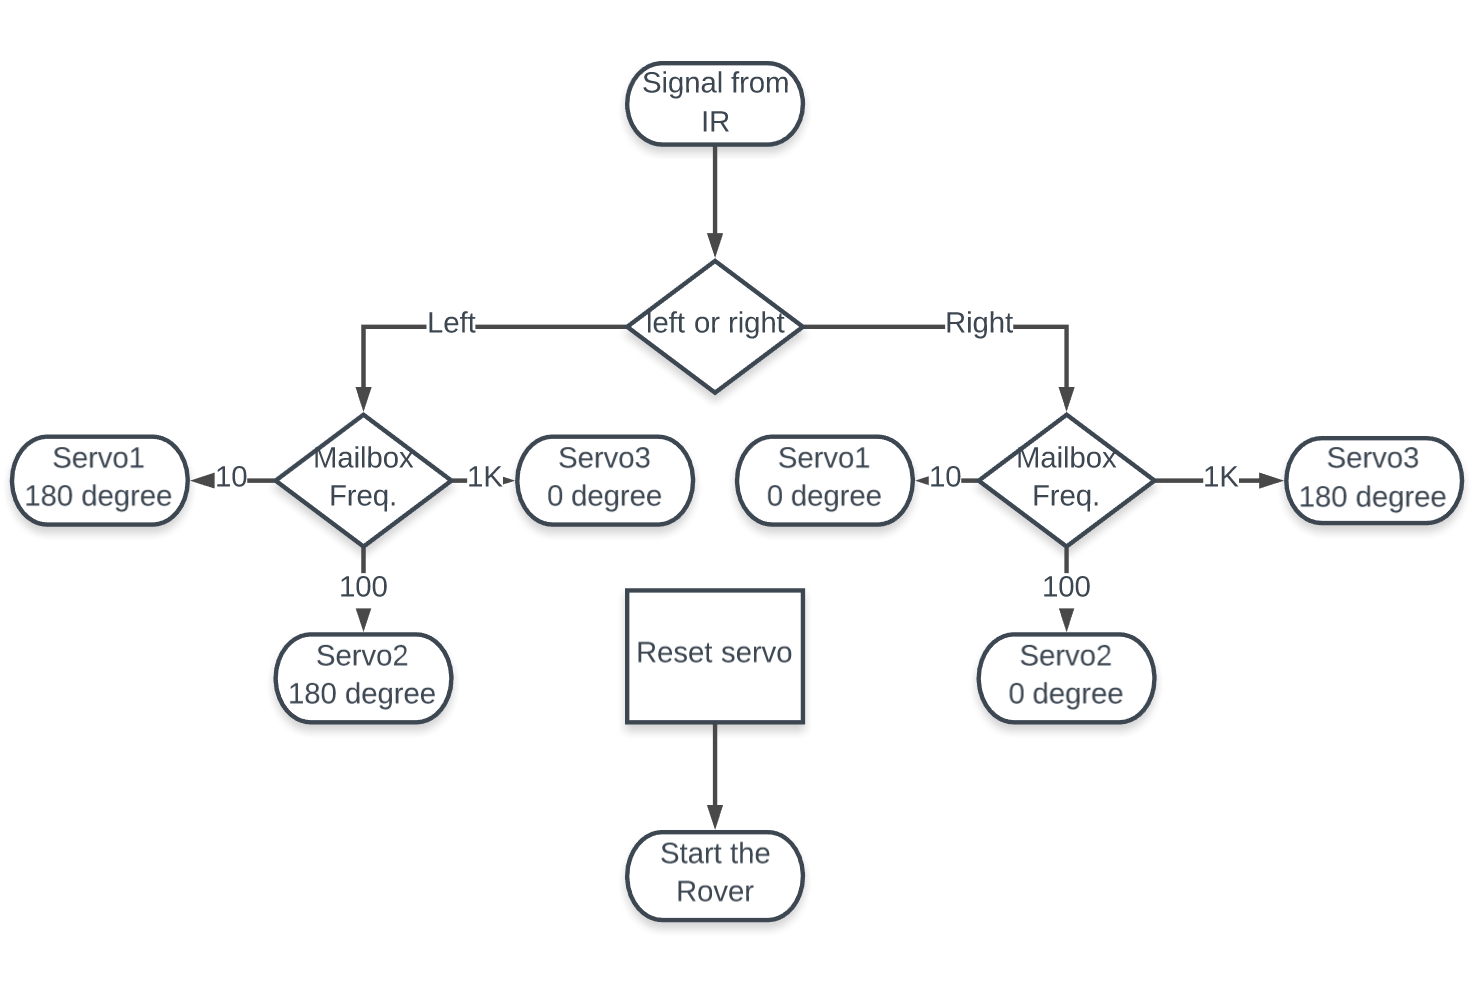 Signal from
IR
left or right
Left
Right
Mailbox
Freq.
10
Servo1
180 degree
1K
Servo3
0 degree
100
Servo2
180 degree
Mailbox
Freq.
10
Servo1
0 degree
1K
Servo3
180 degree
100
Servo2
0 degree
Reset servo
Start the
Rover